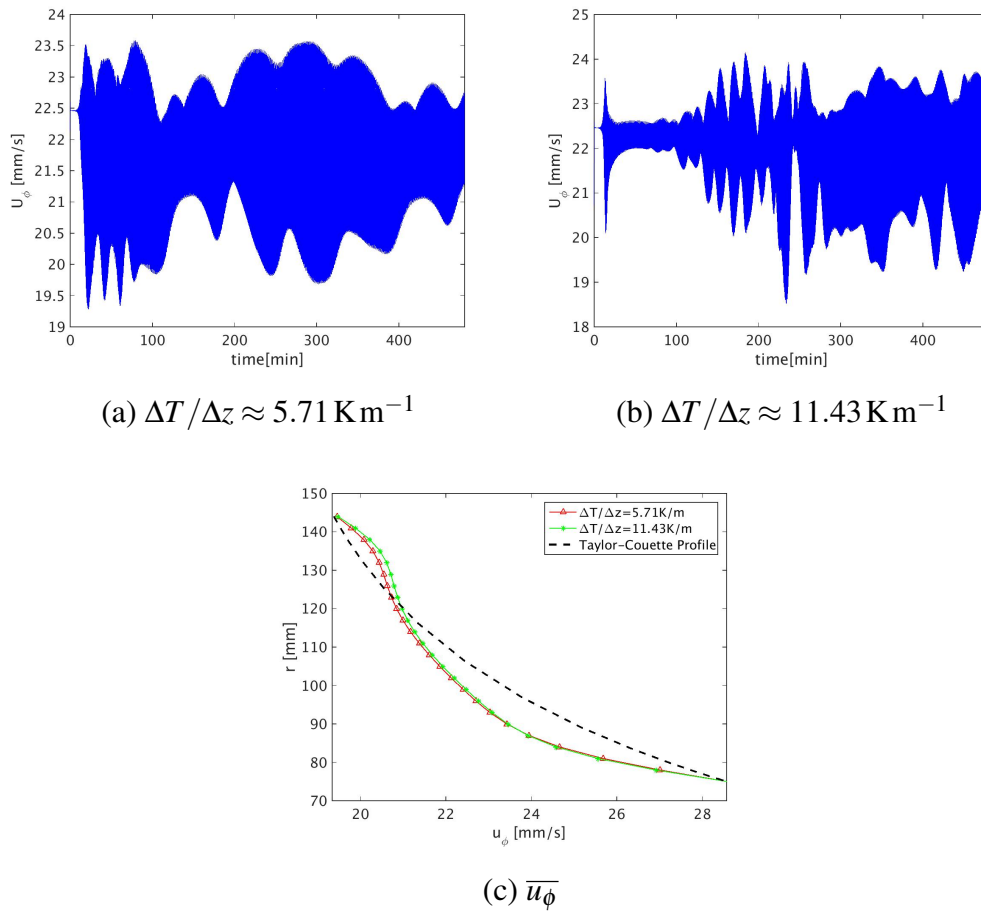 24
23.5
23
22.5
22
21.5
21
20.5
20
19.5
19
U_ϕ [mm/s]
0 100 200 300 400
time[min]
(a) ΔT/Δz ≈ 5.71 K m⁻¹
25
24
23
22
21
20
19
18
U_ϕ [mm/s]
0 100 200 300 400
time[min]
(b) ΔT/Δz ≈ 11.43 K m⁻¹
150
140
130
120
110
100
90
80
70
r [mm]
ΔT/Δz=5.71K/m
ΔT/Δz=11.43K/m
Taylor-Couette Profile
20 22 24 26 28
u_ϕ [mm/s]
(c) \overline{u_ϕ}